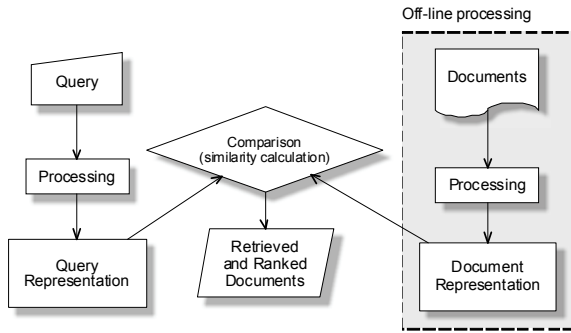 Off-line processing
Query
Documents
Comparison
(similarity calculation)
Processing
Processing
Query
Representation
Retrieved
and Ranked
Documents
Document
Representation